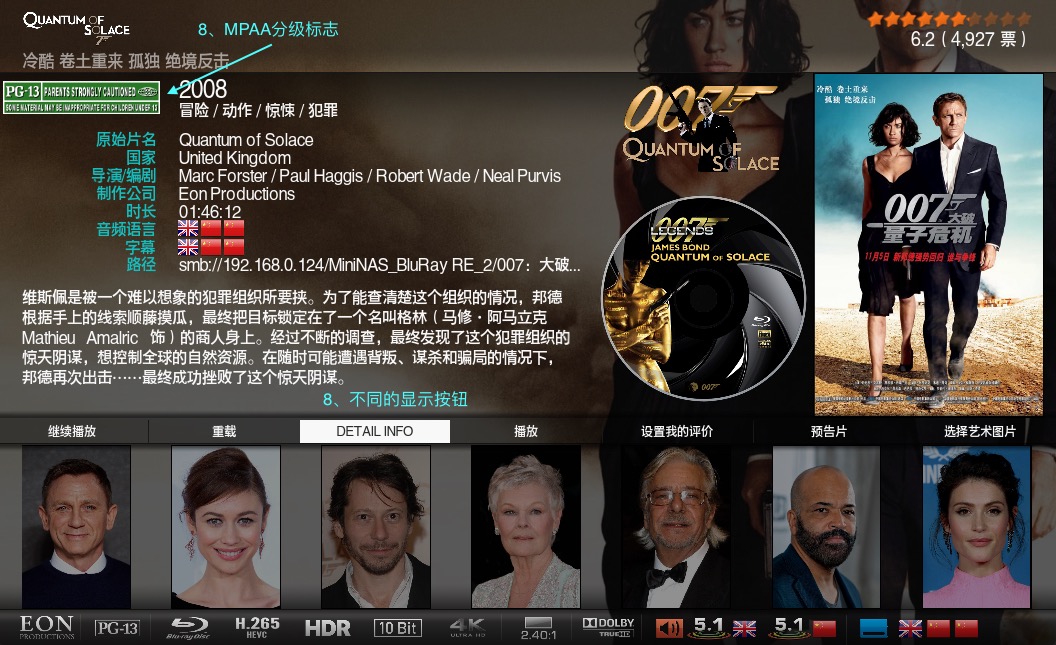 QUANTUM OF SOLACE
8、MPAA分级标志
6.2 ( 4,927 票 )
冷酷 卷土重来 孤独 绝境反击
PG-13 PARENTS STRONGLY CAUTIONED
SOME MATERIAL MAY BE INAPPROPRIATE FOR CHILDREN UNDER 13
2008
冒险 / 动作 / 惊悚 / 犯罪
原始片名 Quantum of Solace
国家 United Kingdom
导演/编剧 Marc Forster / Paul Haggis / Robert Wade / Neal Purvis
制作公司 Eon Productions
时长 01:46:12
音频语言
字幕
路径 smb://192.168.0.124/MiniNAS_BluRay RE_2/007：大破...
维斯佩是被一个难以想象的犯罪组织所要挟。为了能查清楚这个组织的情况，邦德
根据手上的线索顺藤摸瓜，最终把目标锁定在了一个名叫格林（马修・阿马立克
Mathieu Amalric 饰）的商人身上。经过不断的调查，最终发现了这个犯罪组织的
惊天阴谋，想控制全球的自然资源。在随时可能遭遇背叛、谋杀和骗局的情况下，
邦德再次出击……最终成功挫败了这个惊天阴谋。
007
QUANTUM OF SOLACE
007
LEGENDS
JAMES BOND
QUANTUM OF SOLACE
007
冷酷 卷土重来
孤独 绝境反击
007大破
量子危机
8、不同的显示按钮
继续播放 重载 DETAIL INFO 播放 设置我的评价 预告片 选择艺术图片
EON PRODUCTIONS PG-13 Blu-ray Disc H.265 HEVC HDR 10 Bit 4K ULTRA HD 2.40:1 DOLBY TRUEHD 5.1 5.1